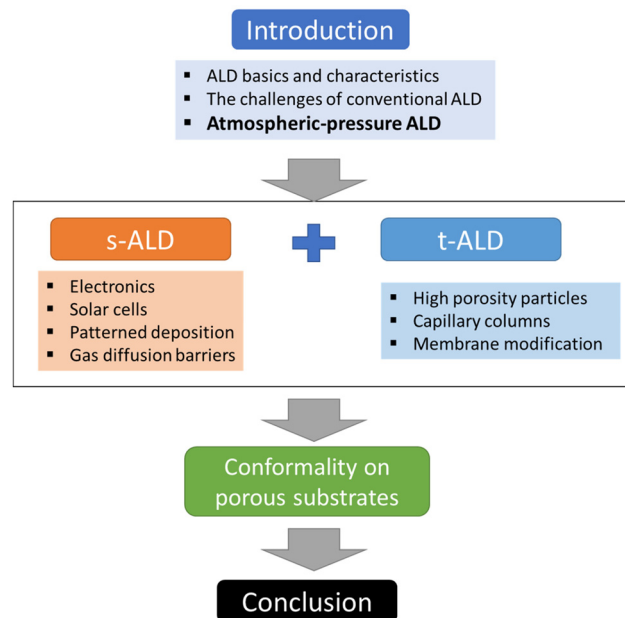 Introduction
▪ ALD basics and characteristics
▪ The challenges of conventional ALD
▪ Atmospheric-pressure ALD
s-ALD
▪ Electronics
▪ Solar cells
▪ Patterned deposition
▪ Gas diffusion barriers
t-ALD
▪ High porosity particles
▪ Capillary columns
▪ Membrane modification
Conformality on
porous substrates
Conclusion